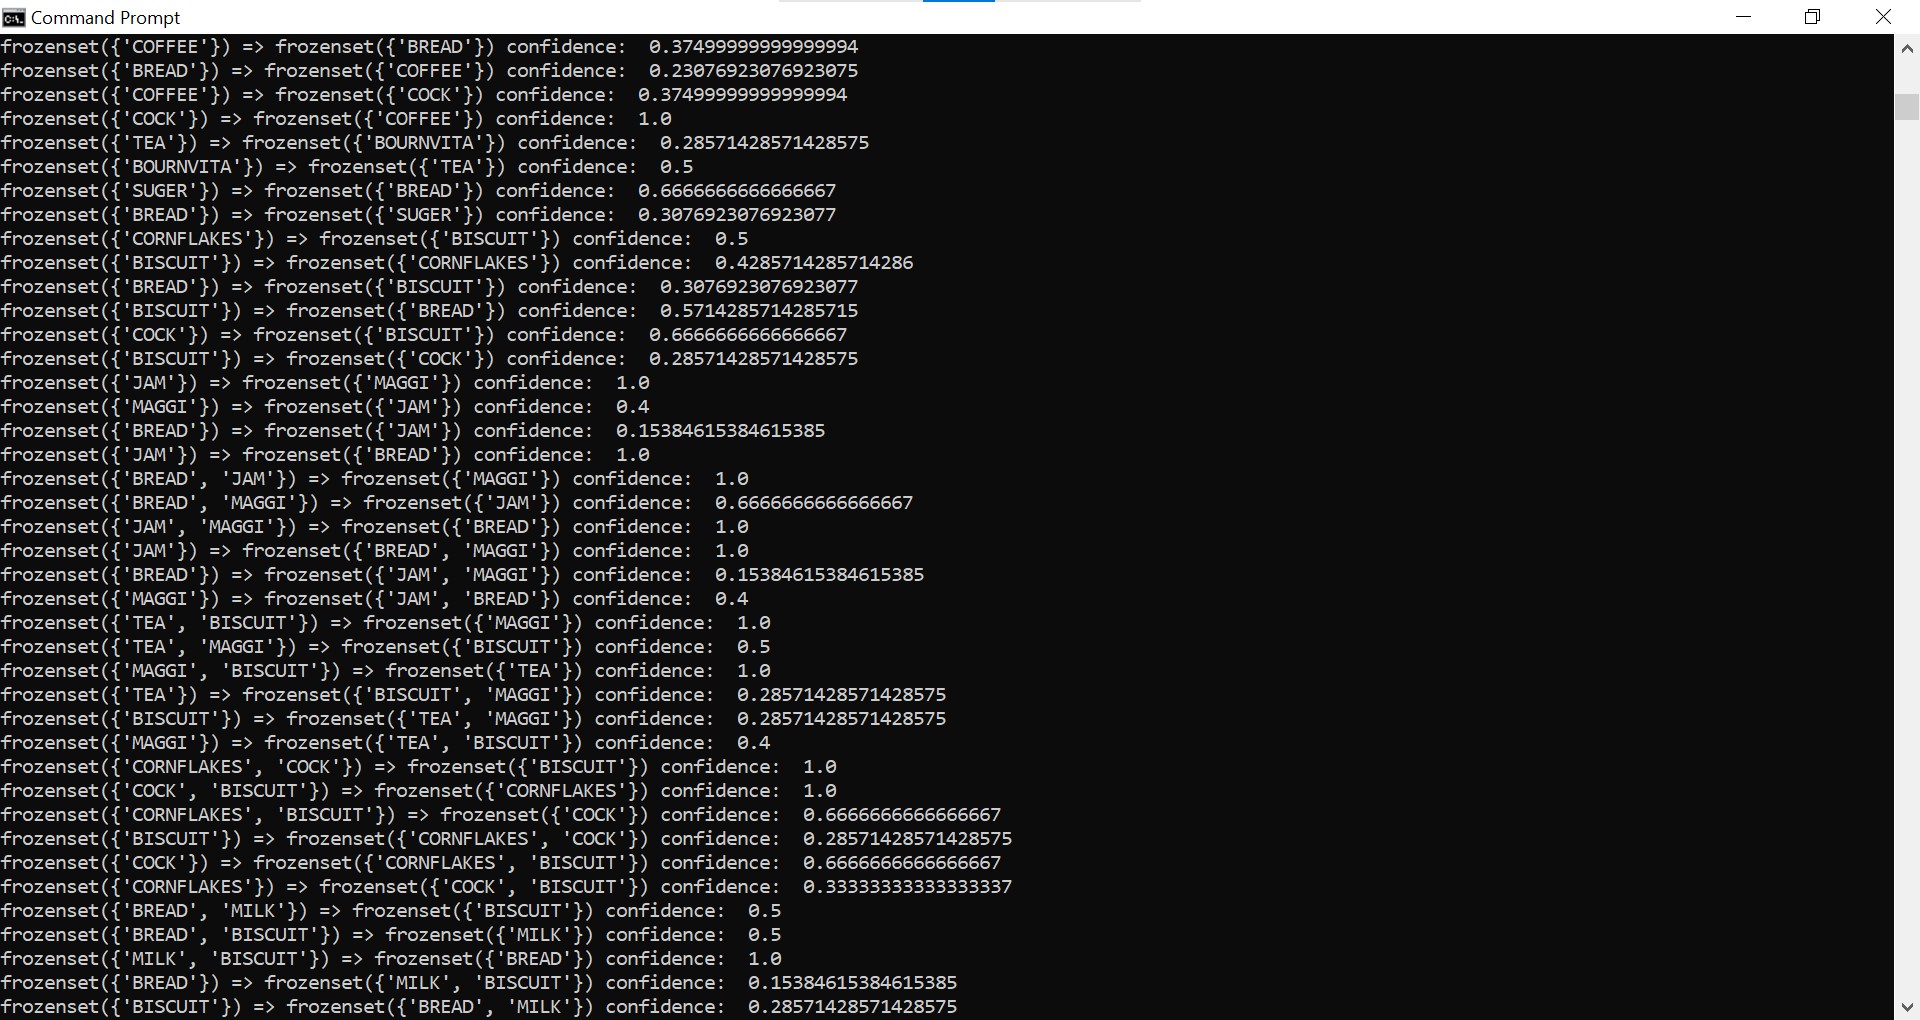 Command Prompt
frozenset({'COFFEE'}) => frozenset({'BREAD'}) confidence:  0.37499999999999994
frozenset({'BREAD'}) => frozenset({'COFFEE'}) confidence:  0.23076923076923075
frozenset({'COFFEE'}) => frozenset({'COCK'}) confidence:  0.37499999999999994
frozenset({'COCK'}) => frozenset({'COFFEE'}) confidence:  1.0
frozenset({'TEA'}) => frozenset({'BOURNVITA'}) confidence:  0.28571428571428575
frozenset({'BOURNVITA'}) => frozenset({'TEA'}) confidence:  0.5
frozenset({'SUGER'}) => frozenset({'BREAD'}) confidence:  0.6666666666666667
frozenset({'BREAD'}) => frozenset({'SUGER'}) confidence:  0.3076923076923077
frozenset({'CORNFLAKES'}) => frozenset({'BISCUIT'}) confidence:  0.5
frozenset({'BISCUIT'}) => frozenset({'CORNFLAKES'}) confidence:  0.4285714285714286
frozenset({'BREAD'}) => frozenset({'BISCUIT'}) confidence:  0.3076923076923077
frozenset({'BISCUIT'}) => frozenset({'BREAD'}) confidence:  0.5714285714285715
frozenset({'COCK'}) => frozenset({'BISCUIT'}) confidence:  0.6666666666666667
frozenset({'BISCUIT'}) => frozenset({'COCK'}) confidence:  0.28571428571428575
frozenset({'JAM'}) => frozenset({'MAGGI'}) confidence:  1.0
frozenset({'MAGGI'}) => frozenset({'JAM'}) confidence:  0.4
frozenset({'BREAD'}) => frozenset({'JAM'}) confidence:  0.15384615384615385
frozenset({'JAM'}) => frozenset({'BREAD'}) confidence:  1.0
frozenset({'BREAD', 'JAM'}) => frozenset({'MAGGI'}) confidence:  1.0
frozenset({'BREAD', 'MAGGI'}) => frozenset({'JAM'}) confidence:  0.6666666666666667
frozenset({'JAM', 'MAGGI'}) => frozenset({'BREAD'}) confidence:  1.0
frozenset({'JAM'}) => frozenset({'BREAD', 'MAGGI'}) confidence:  1.0
frozenset({'BREAD'}) => frozenset({'JAM', 'MAGGI'}) confidence:  0.15384615384615385
frozenset({'MAGGI'}) => frozenset({'JAM', 'BREAD'}) confidence:  0.4
frozenset({'TEA', 'BISCUIT'}) => frozenset({'MAGGI'}) confidence:  1.0
frozenset({'TEA', 'MAGGI'}) => frozenset({'BISCUIT'}) confidence:  0.5
frozenset({'MAGGI', 'BISCUIT'}) => frozenset({'TEA'}) confidence:  1.0
frozenset({'TEA'}) => frozenset({'BISCUIT', 'MAGGI'}) confidence:  0.28571428571428575
frozenset({'BISCUIT'}) => frozenset({'TEA', 'MAGGI'}) confidence:  0.28571428571428575
frozenset({'MAGGI'}) => frozenset({'TEA', 'BISCUIT'}) confidence:  0.4
frozenset({'CORNFLAKES', 'COCK'}) => frozenset({'BISCUIT'}) confidence:  1.0
frozenset({'COCK', 'BISCUIT'}) => frozenset({'CORNFLAKES'}) confidence:  1.0
frozenset({'CORNFLAKES', 'BISCUIT'}) => frozenset({'COCK'}) confidence:  0.6666666666666667
frozenset({'BISCUIT'}) => frozenset({'CORNFLAKES', 'COCK'}) confidence:  0.28571428571428575
frozenset({'COCK'}) => frozenset({'CORNFLAKES', 'BISCUIT'}) confidence:  0.6666666666666667
frozenset({'CORNFLAKES'}) => frozenset({'COCK', 'BISCUIT'}) confidence:  0.33333333333333337
frozenset({'BREAD', 'MILK'}) => frozenset({'BISCUIT'}) confidence:  0.5
frozenset({'BREAD', 'BISCUIT'}) => frozenset({'MILK'}) confidence:  0.5
frozenset({'MILK', 'BISCUIT'}) => frozenset({'BREAD'}) confidence:  1.0
frozenset({'BREAD'}) => frozenset({'MILK', 'BISCUIT'}) confidence:  0.15384615384615385
frozenset({'BISCUIT'}) => frozenset({'BREAD', 'MILK'}) confidence:  0.28571428571428575